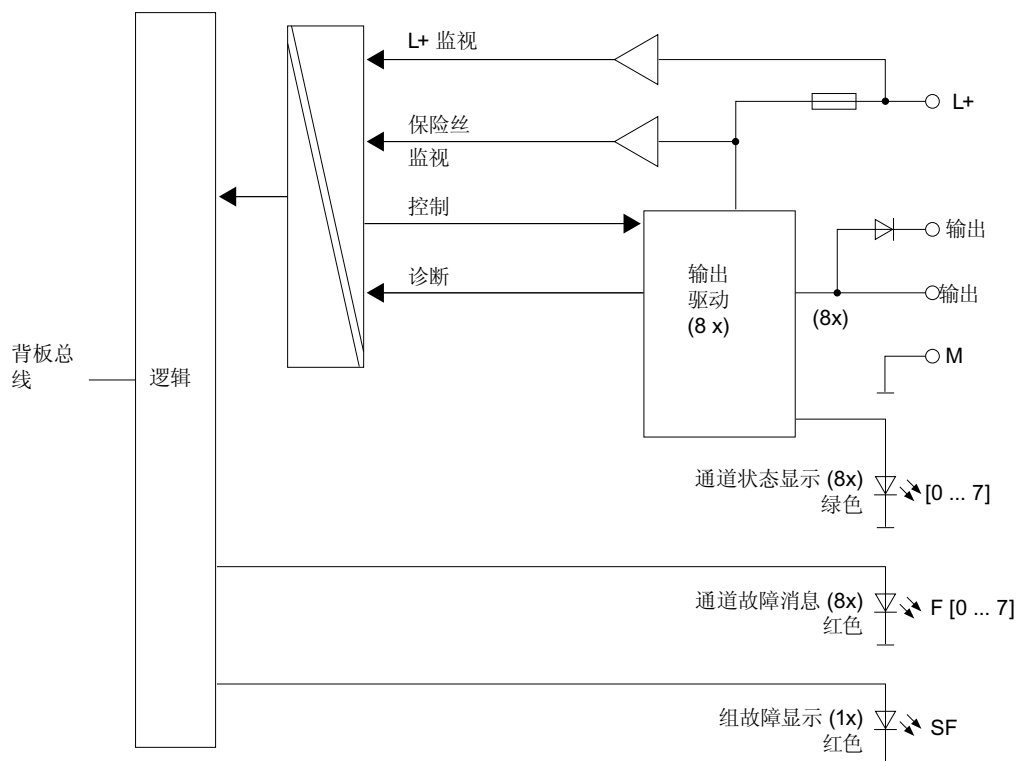 L+ 监视
L+
保险丝
监视
控制
输出
诊断
输出
驱动
(8 x)
输出
(8x)
M
背板总
线
逻辑
通道状态显示 (8x)
绿色
[0 ... 7]
通道故障消息 (8x)
红色
F [0 ... 7]
组故障显示 (1x)
红色
SF